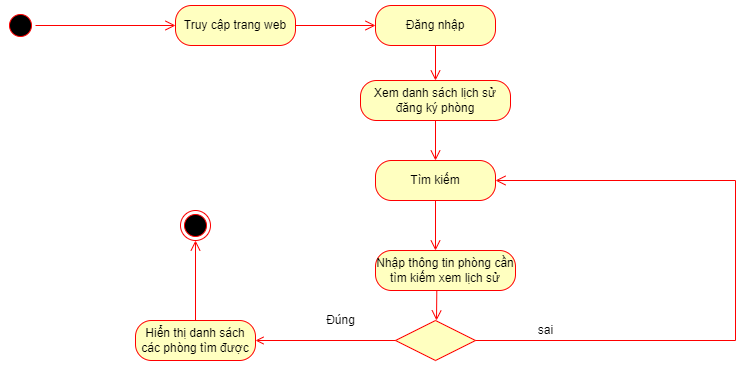 Truy cập trang web
Đăng nhập
Xem danh sách lịch sử
đăng ký phòng
Tìm kiếm
Nhập thông tin phòng cần
tìm kiếm xem lịch sử
Đúng
sai
Hiển thị danh sách
các phòng tìm được